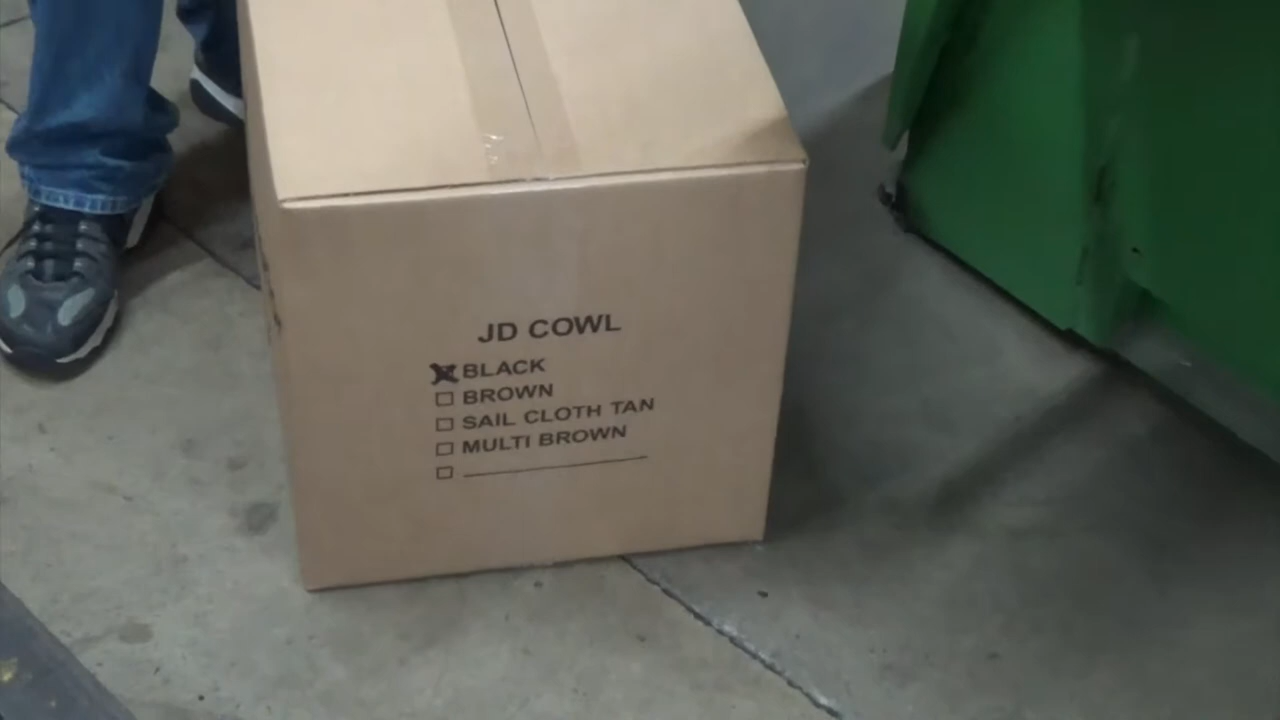 JD COWL
BLACK
BROWN
SAIL CLOTH TAN
MULTI BROWN